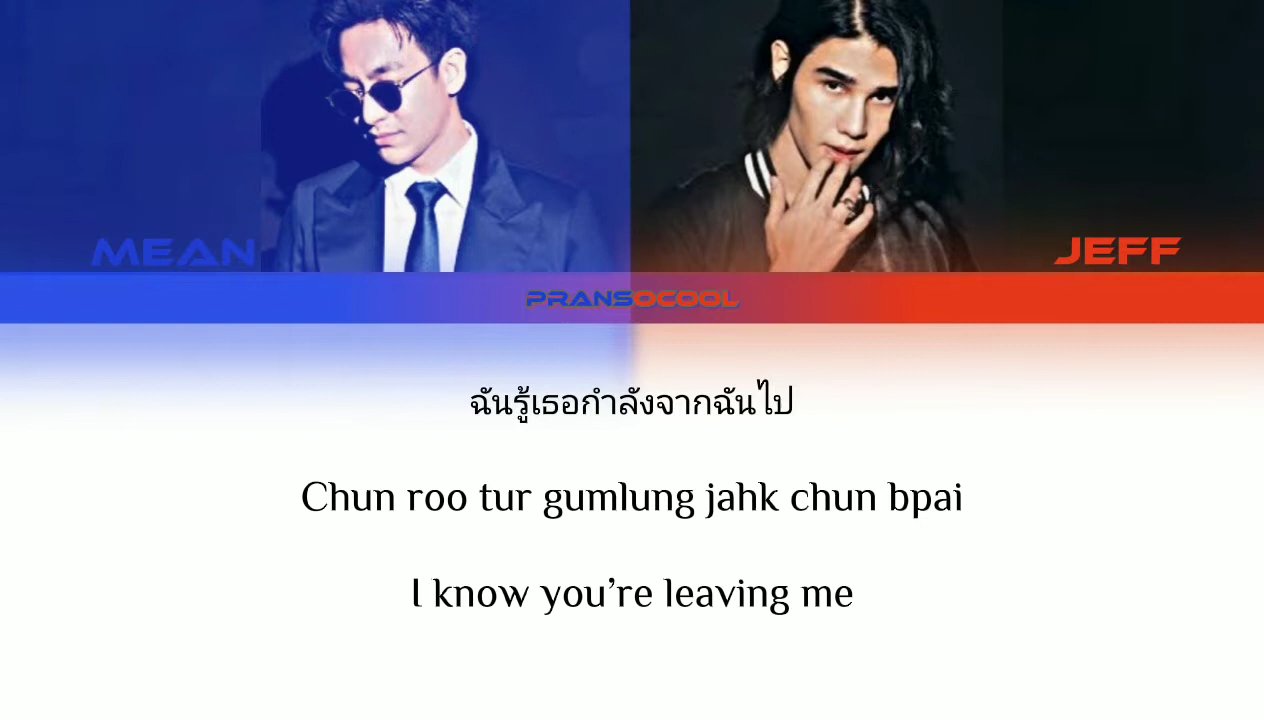 MEAN
JEFF
PRANSOCOOL
ฉันรู้เธอกำลังจากฉันไป
Chun roo tur gumlung jahk chun bpai
I know you’re leaving me